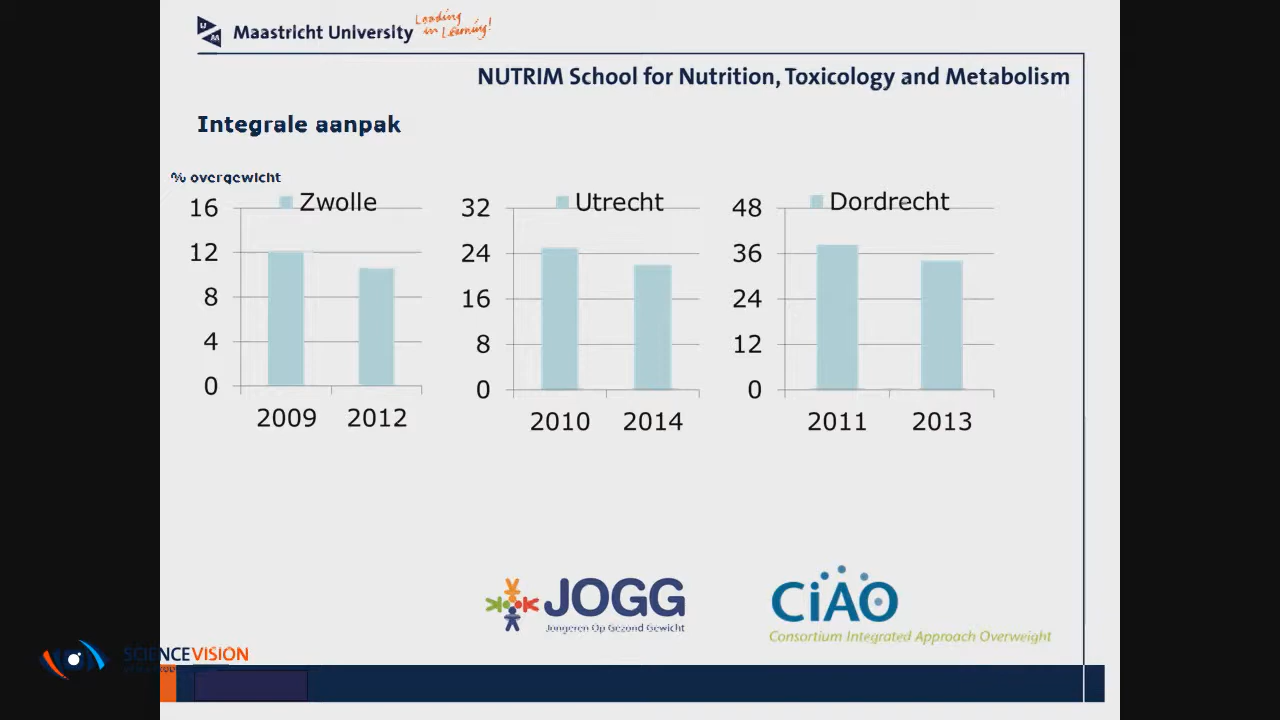 Maastricht University
Leading in Learning!
NUTRIM School for Nutrition, Toxicology and Metabolism
Integrale aanpak
% overgewicht
Zwolle
16
12
8
4
0
2009 2012
Utrecht
32
24
16
8
0
2010 2014
Dordrecht
48
36
24
12
0
2011 2013
JOGG
Jongeren Op Gezond Gewicht
CiAO
Consortium Integrated Approach Overweight
SCIENCEVISION